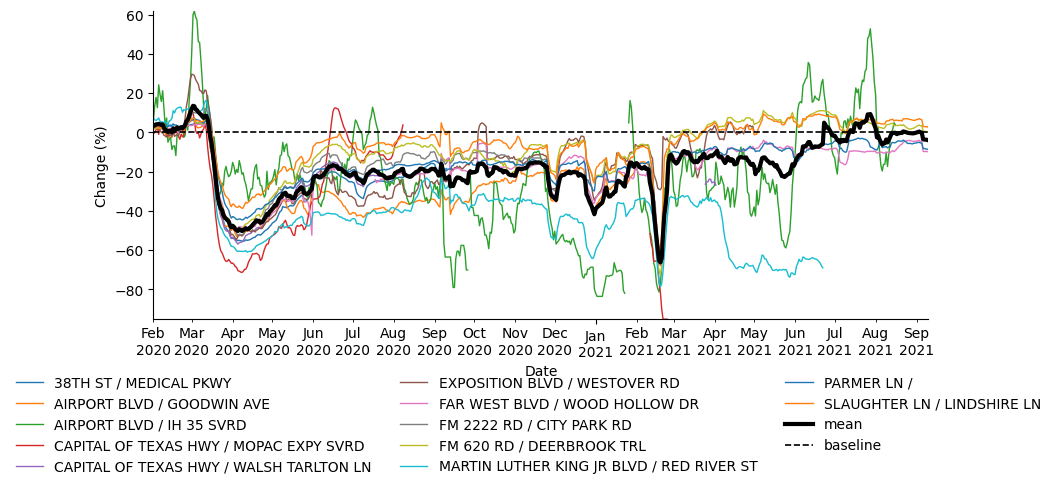 60
40
20
0
−20
−40
−60
−80
Change (%)
Feb Mar Apr May Jun Jul Aug Sep Oct Nov Dec Jan Feb Mar Apr May Jun Jul Aug Sep
2020 2020 2020 2020 2020 2020 2020 2020 2020 2020 2020 2021 2021 2021 2021 2021 2021 2021 2021 2021
Date
38TH ST / MEDICAL PKWY
AIRPORT BLVD / GOODWIN AVE
AIRPORT BLVD / IH 35 SVRD
CAPITAL OF TEXAS HWY / MOPAC EXPY SVRD
CAPITAL OF TEXAS HWY / WALSH TARLTON LN
EXPOSITION BLVD / WESTOVER RD
FAR WEST BLVD / WOOD HOLLOW DR
FM 2222 RD / CITY PARK RD
FM 620 RD / DEERBROOK TRL
MARTIN LUTHER KING JR BLVD / RED RIVER ST
PARMER LN /
SLAUGHTER LN / LINDSHIRE LN
mean
baseline